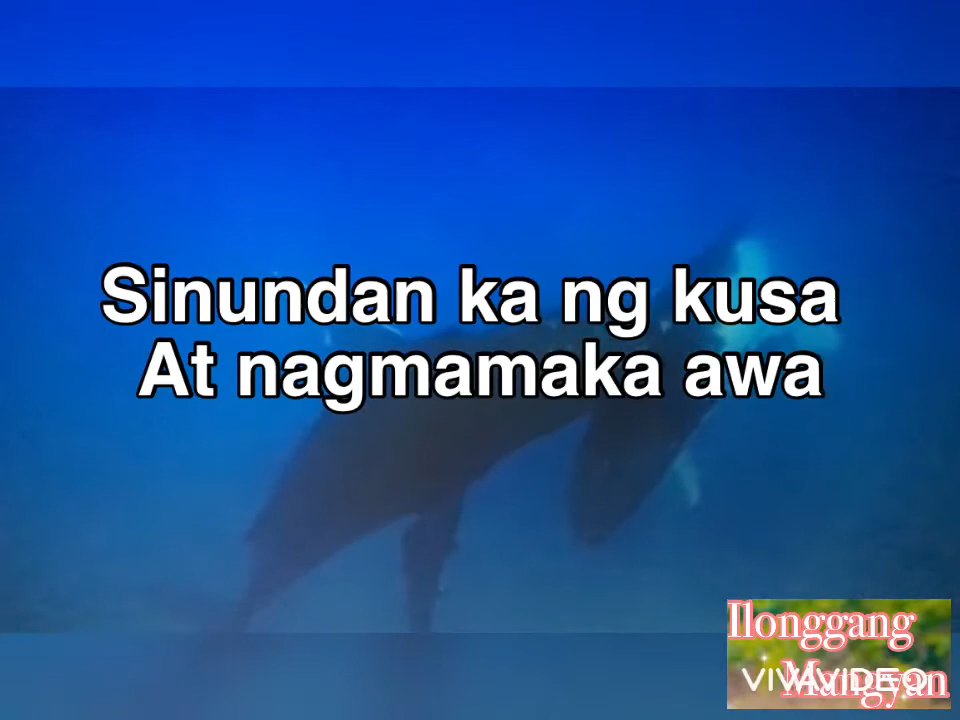 Sinundan ka ng kusa
At nagmamaka awa
Ilonggang
VIVAVIDEO
Mangyan